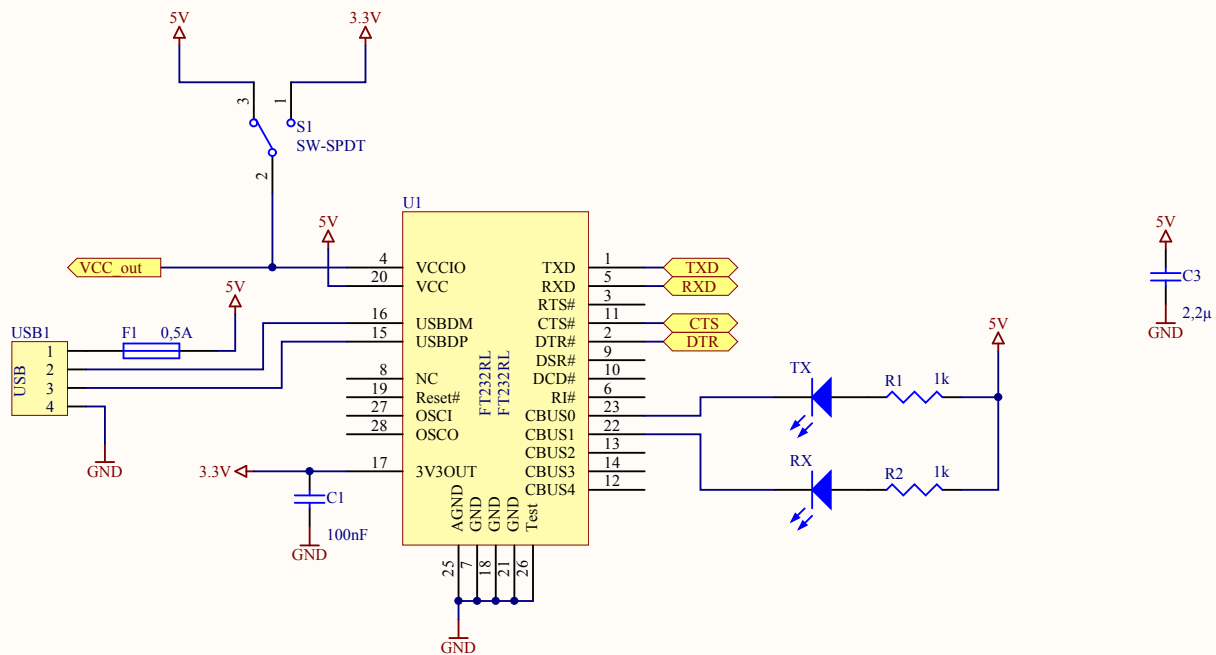 5V
3.3V
3
1
S1
SW-SPDT
2
U1
5V
VCC_out
4
VCCIO
TXD
1
TXD
20
VCC
RXD
5
RXD
RTS#
3
16
USBDM
CTS#
11
CTS
15
USBDP
DTR#
2
DTR
DSR#
9
8
NC
DCD#
10
19
Reset#
RI#
6
27
OSCI
CBUS0
23
28
OSCO
CBUS1
22
CBUS2
13
17
3V3OUT
CBUS3
14
CBUS4
12
FT232RL
FT232RL
AGND
GND
GND
GND
Test
25
7
18
21
26
GND
5V
USB1
F1
0,5A
USB
1
2
3
4
GND
3.3V
C1
100nF
GND
TX
R1
1k
RX
R2
1k
5V
5V
C3
2,2µ
GND